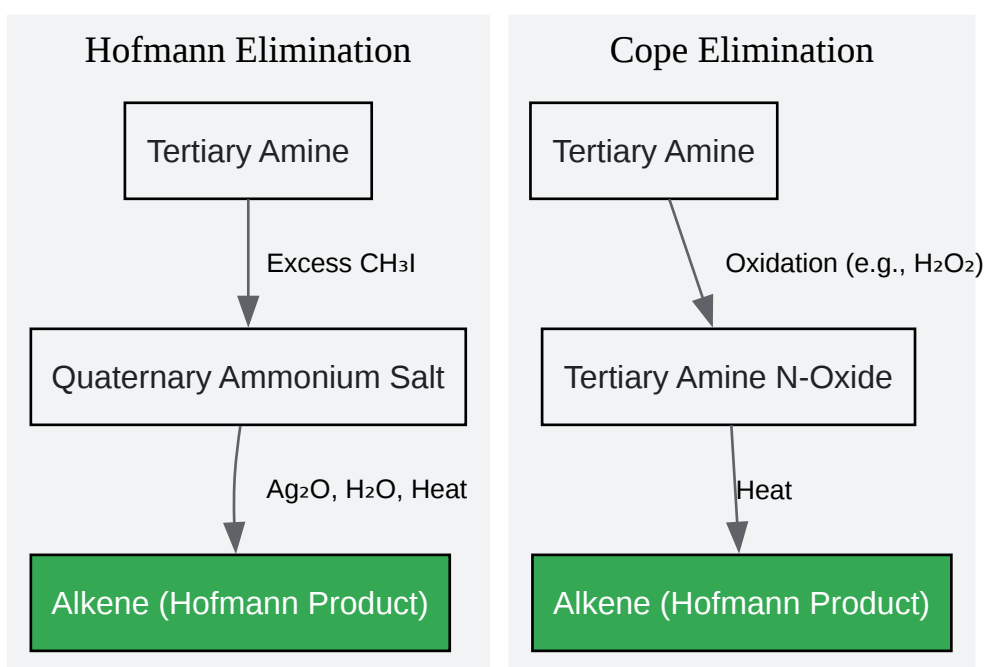 Hofmann Elimination
Tertiary Amine
Excess CH₃I
Quaternary Ammonium Salt
Ag₂O, H₂O, Heat
Alkene (Hofmann Product)
Cope Elimination
Tertiary Amine
Oxidation (e.g., H₂O₂)
Tertiary Amine N-Oxide
Heat
Alkene (Hofmann Product)